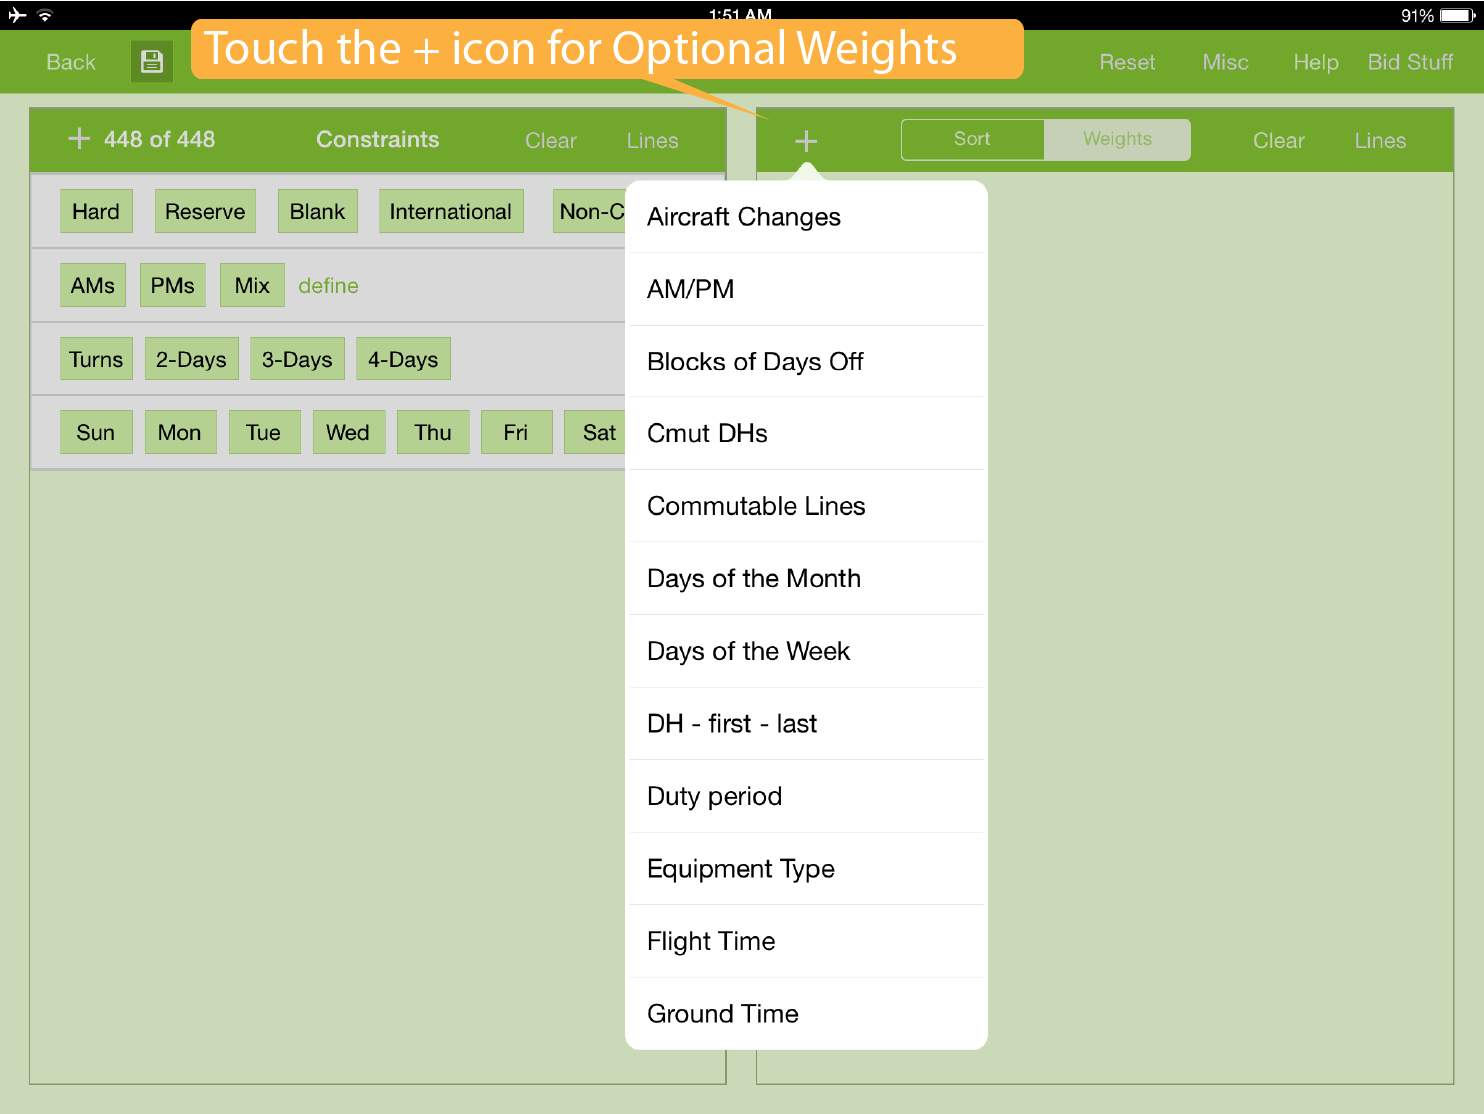 1:51 AM
91%
Touch the + icon for Optional Weights
Back
Reset Misc Help Bid Stuff
+ 448 of 448 Constraints Clear Lines
+ Sort Weights Clear Lines
Hard Reserve Blank International Non-C
AMs PMs Mix define
Turns 2-Days 3-Days 4-Days
Sun Mon Tue Wed Thu Fri Sat
Aircraft Changes
AM/PM
Blocks of Days Off
Cmut DHs
Commutable Lines
Days of the Month
Days of the Week
DH - first - last
Duty period
Equipment Type
Flight Time
Ground Time